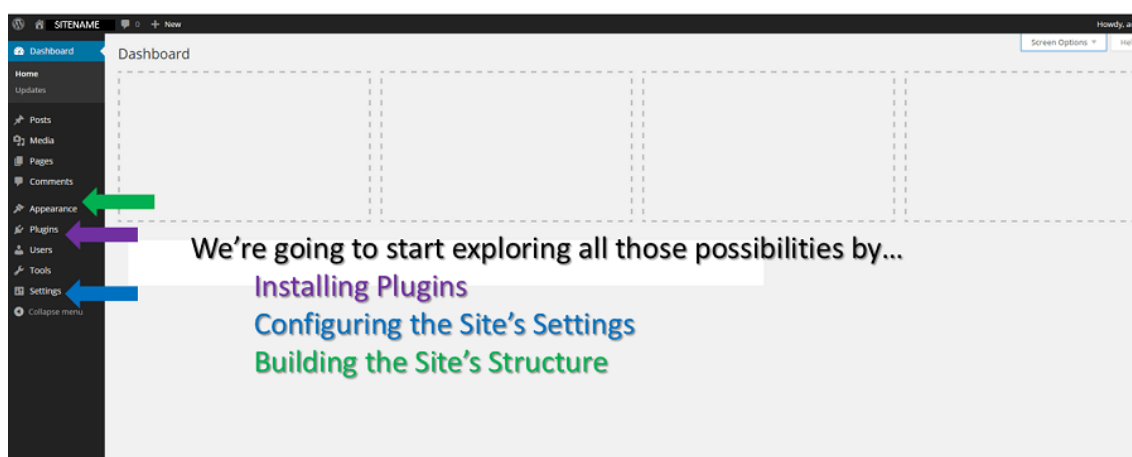 SITENAME 0 + New Howdy, a
Screen Options Hel
Dashboard
Dashboard
Home
Updates
Posts
Media
Pages
Comments
Appearance
Plugins
Users
Tools
Settings
Collapse menu
We're going to start exploring all those possibilities by...
Installing Plugins
Configuring the Site's Settings
Building the Site's Structure